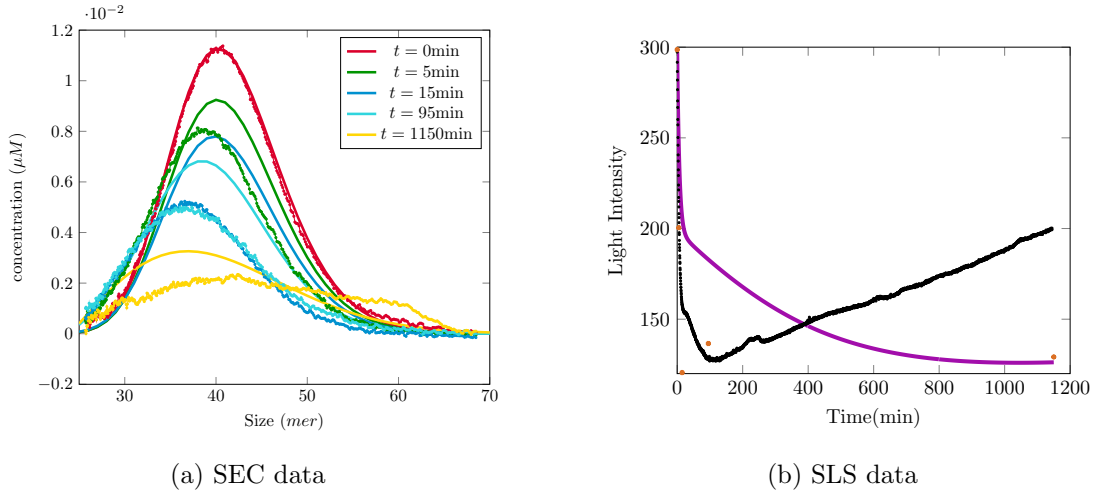 ·10⁻²
1.2
1
0.8
0.6
0.4
0.2
0
−0.2
concentration (μM)
30 40 50 60 70
Size (mer)
t = 0min
t = 5min
t = 15min
t = 95min
t = 1150min
(a) SEC data
300
250
200
150
Light Intensity
0 200 400 600 800 1000 1200
Time(min)
(b) SLS data